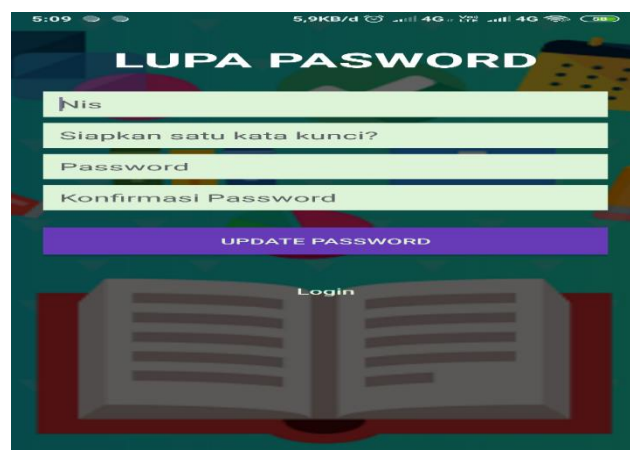 5:09 5,9KB/d 4G 4G
LUPA PASWORD
Nis
Siapkan satu kata kunci?
Password
Konfirmasi Password
UPDATE PASSWORD
Login